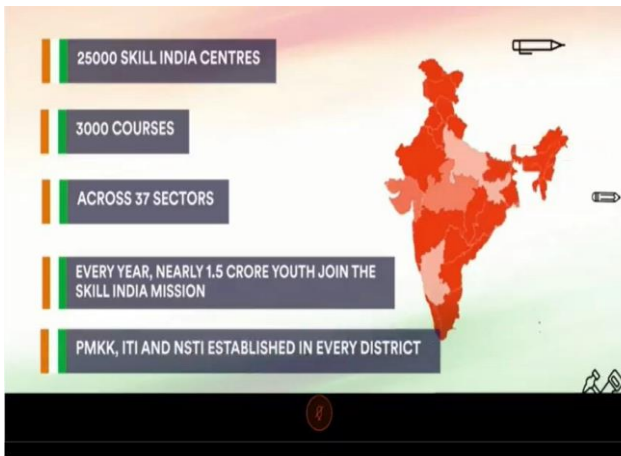 25000 SKILL INDIA CENTRES
3000 COURSES
ACROSS 37 SECTORS
EVERY YEAR, NEARLY 1.5 CRORE YOUTH JOIN THE
SKILL INDIA MISSION
PMKK, ITI AND NSTI ESTABLISHED IN EVERY DISTRICT